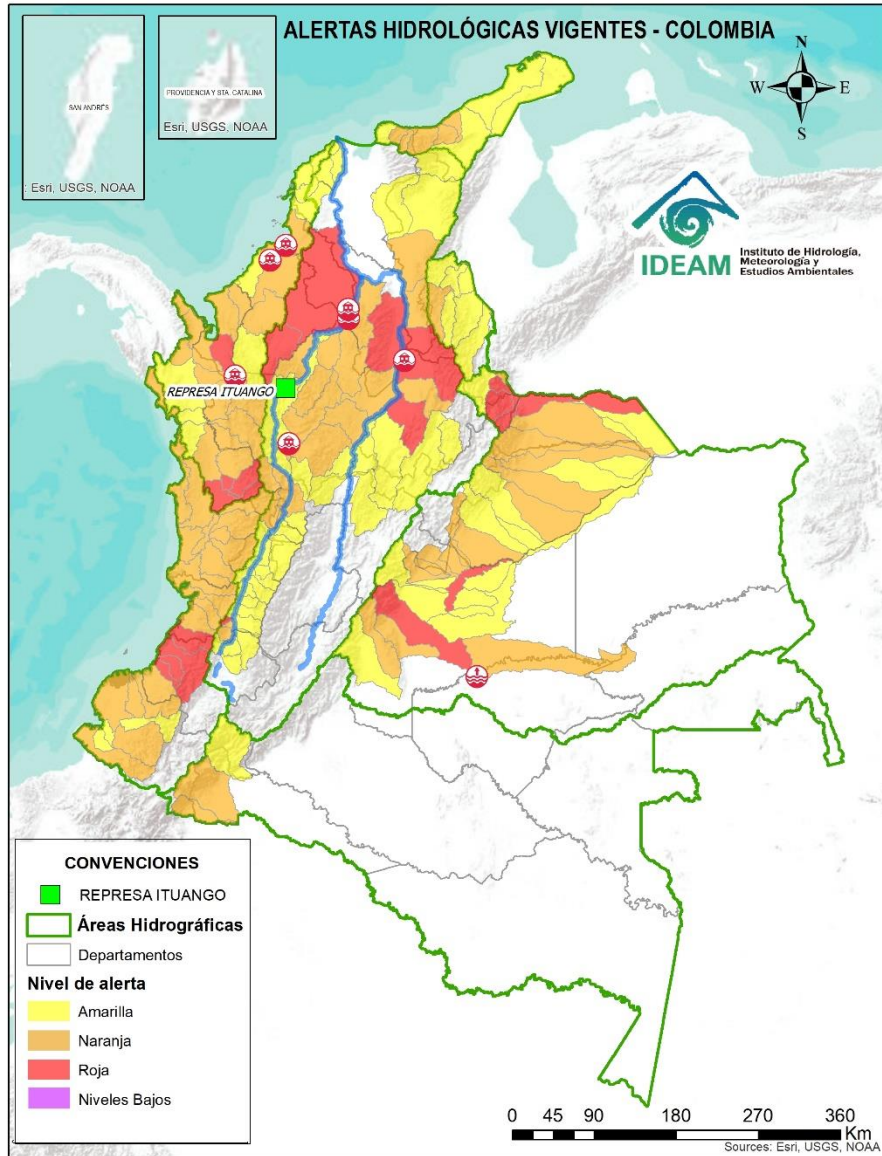 ALERTAS HIDROLÓGICAS VIGENTES - COLOMBIA
SAN ANDRÉS
: Esri, USGS, NOAA
PROVIDENCIA Y STA. CATALINA
Esri, USGS, NOAA
N
W
E
S
IDEAM
Instituto de Hidrología,
Meteorología y
Estudios Ambientales
REPRESA ITUANGO
CONVENCIONES
REPRESA ITUANGO
Áreas Hidrográficas
Departamentos
Nivel de alerta
Amarilla
Naranja
Roja
Niveles Bajos
0 45 90 180 270 360
Km
Sources: Esri, USGS, NOAA